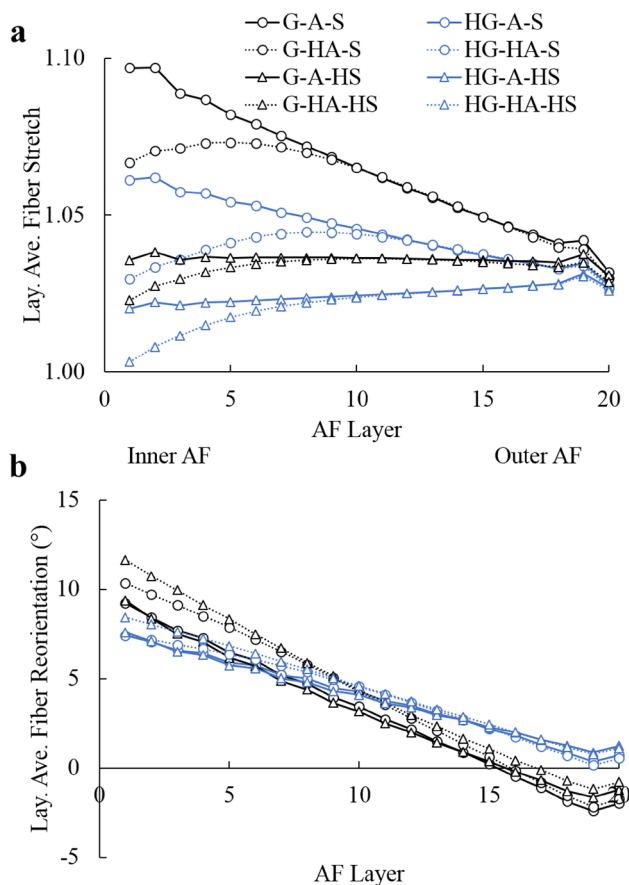 a
G-A-S HG-A-S
G-HA-S HG-HA-S
G-A-HS HG-A-HS
G-HA-HS HG-HA-HS
Lay. Ave. Fiber Stretch
1.10
1.05
1.00
0 5 10 15 20
AF Layer
Inner AF Outer AF
b
Lay. Ave. Fiber Reorientation (°)
15
10
5
0
-5
0 5 10 15 20
AF Layer